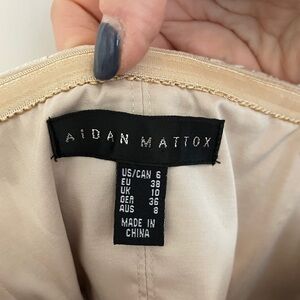 AIDAN MATTOX
US/CAN 6
EU 38
UK 10
GER 36
AUS 8
MADE IN
CHINA